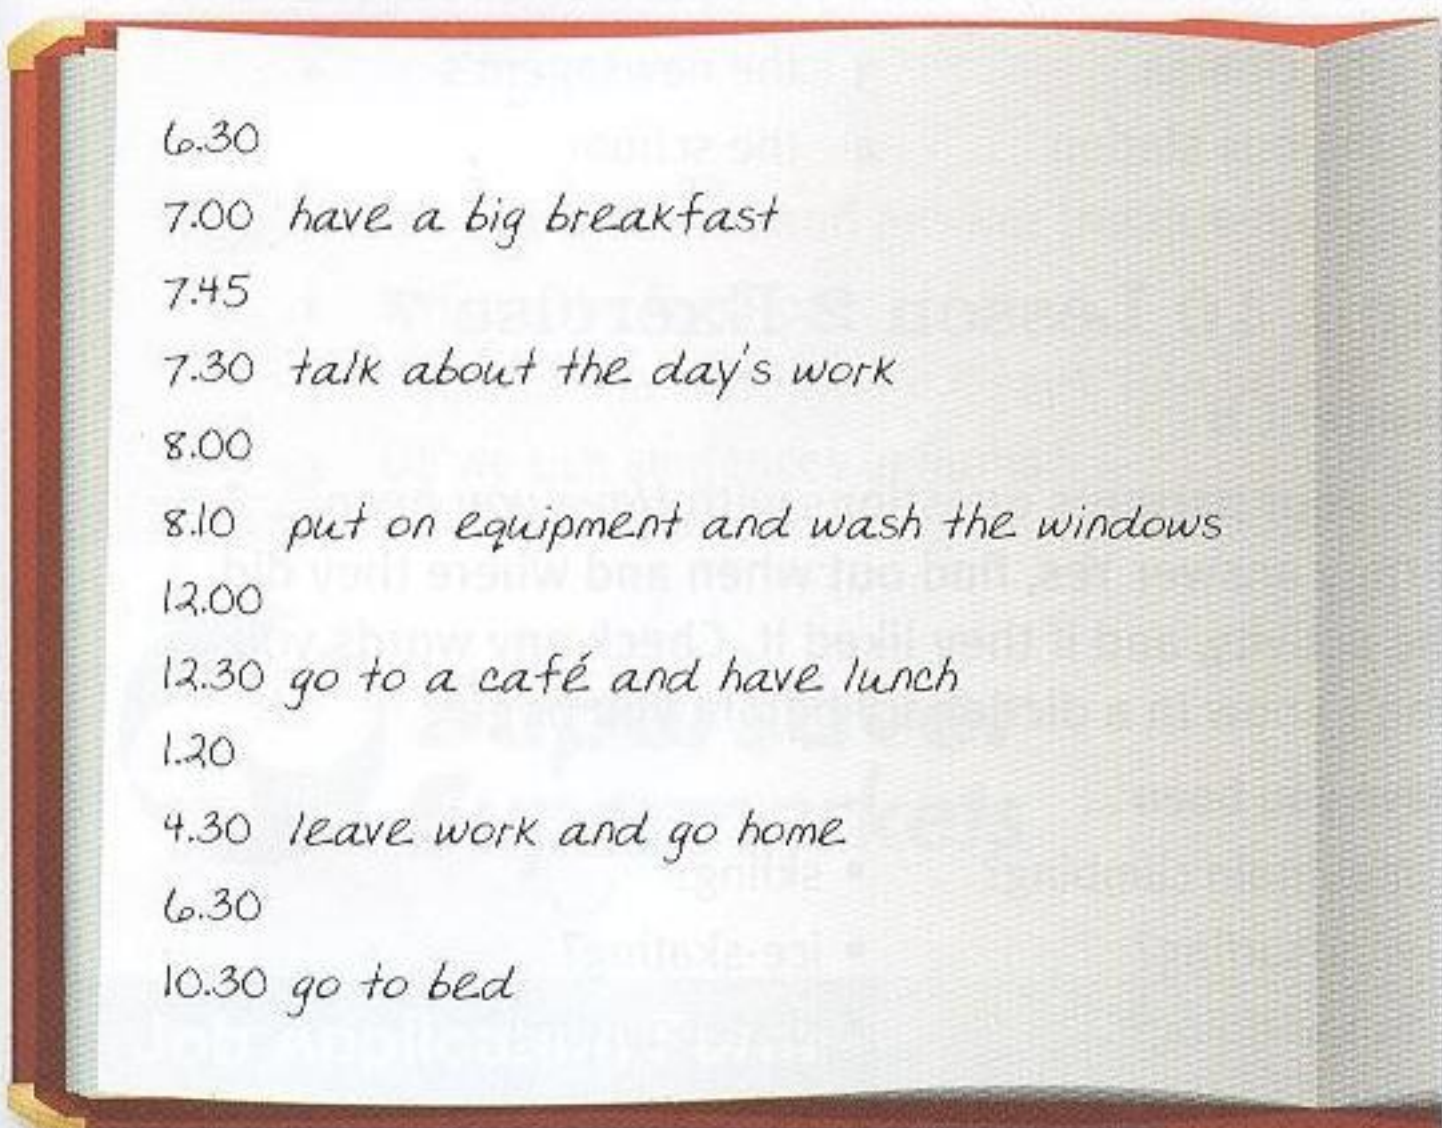 6.30
7.00 have a big breakfast
7.45
7.30 talk about the day's work
8.00
8.10 put on equipment and wash the windows
12.00
12.30 go to a café and have lunch
1.20
4.30 leave work and go home
6.30
10.30 go to bed